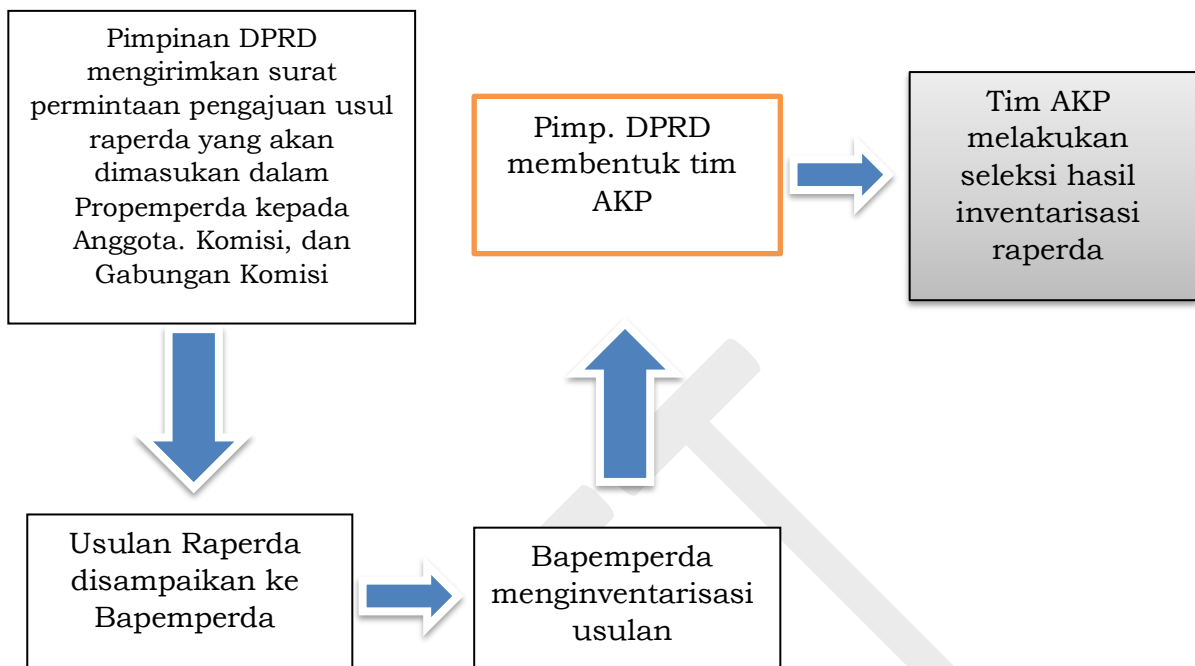 Pimpinan DPRD
mengirimkan surat
permintaan pengajuan usul
raperda yang akan
dimasukan dalam
Propemperda kepada
Anggota. Komisi, dan
Gabungan Komisi
Usulan Raperda
disampaikan ke
Bapemperda
Bapemperda
menginventarisasi
usulan
Pimp. DPRD
membentuk tim
AKP
Tim AKP
melakukan
seleksi hasil
inventarisasi
raperda